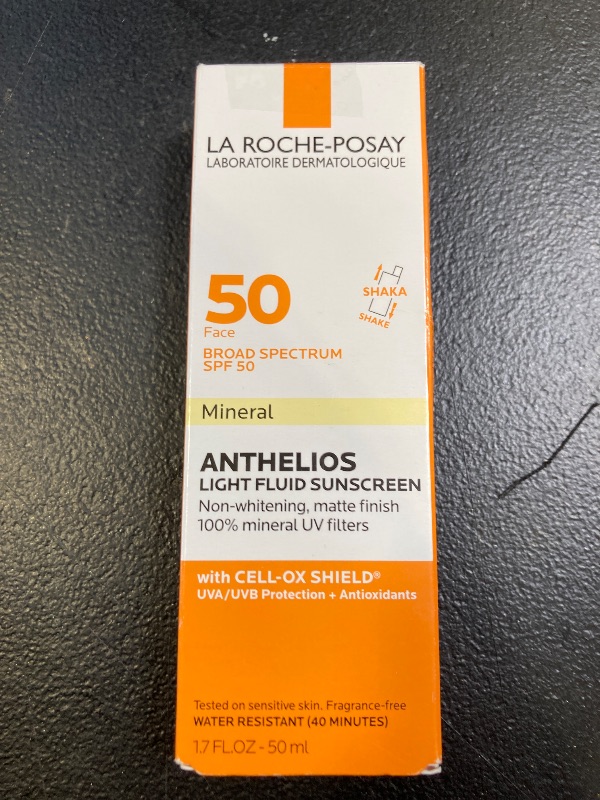 LA ROCHE-POSAY
LABORATOIRE DERMATOLOGIQUE
50
Face
BROAD SPECTRUM
SPF 50
SHAKA
SHAKE
Mineral
ANTHELIOS
LIGHT FLUID SUNSCREEN
Non-whitening, matte finish
100% mineral UV filters
with CELL-OX SHIELD®
UVA/UVB Protection + Antioxidants
Tested on sensitive skin. Fragrance-free
WATER RESISTANT (40 MINUTES)
1.7 FL.OZ - 50 ml